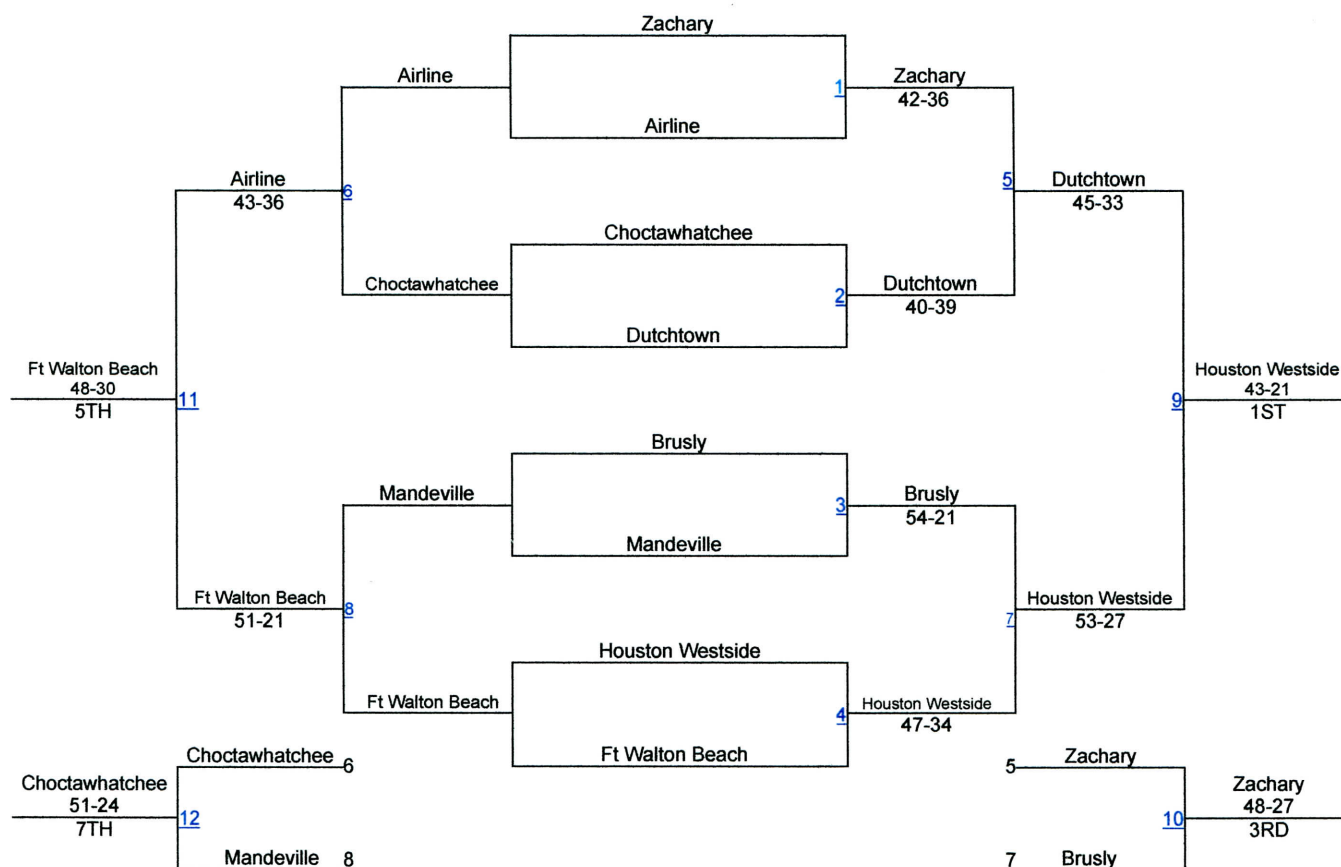 Zachary
Airline
1
Zachary
42-36
Airline
Airline
43-36
6
5
Dutchtown
45-33
Choctawhatchee
Choctawhatchee
2
Dutchtown
40-39
Dutchtown
Ft Walton Beach
48-30
5TH
11
9
Houston Westside
43-21
1ST
Brusly
Mandeville
3
Brusly
54-21
Mandeville
Ft Walton Beach
51-21
8
7
Houston Westside
53-27
Houston Westside
Ft Walton Beach
4
Houston Westside
47-34
Ft Walton Beach
Choctawhatchee 6
5 Zachary
Choctawhatchee
51-24
7TH
12
10
Zachary
48-27
3RD
Mandeville 8
7 Brusly